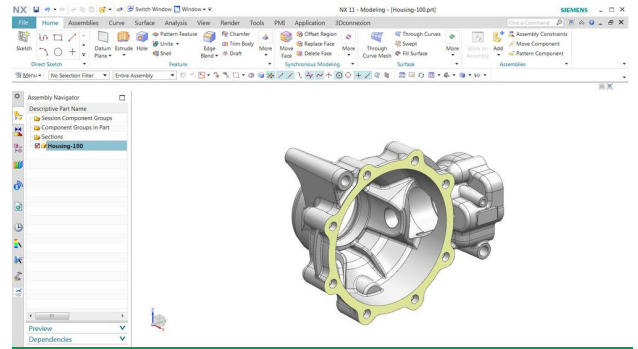 NX Switch Window Window NX 11 - Modeling - [Housing-100.prt] SIEMENS
File Home Assemblies Curve Surface Analysis View Render Tools PMI Application 3Dconnexion Find a Command
Sketch Datum Plane Extrude Hole Pattern Feature Unite Shell Edge Blend Chamfer Trim Body Draft More Move Face Offset Region Replace Face Delete Face More Through Curve Mesh Through Curves Swept Fill Surface More Work on Assembly Add Assembly Constraints Move Component Pattern Component
Direct Sketch Feature Synchronous Modeling Surface Assemblies
Menu No Selection Filter Entire Assembly
Assembly Navigator
Descriptive Part Name
Session Component Groups
Component Groups in Part
Sections
Housing-100
Preview
Dependencies